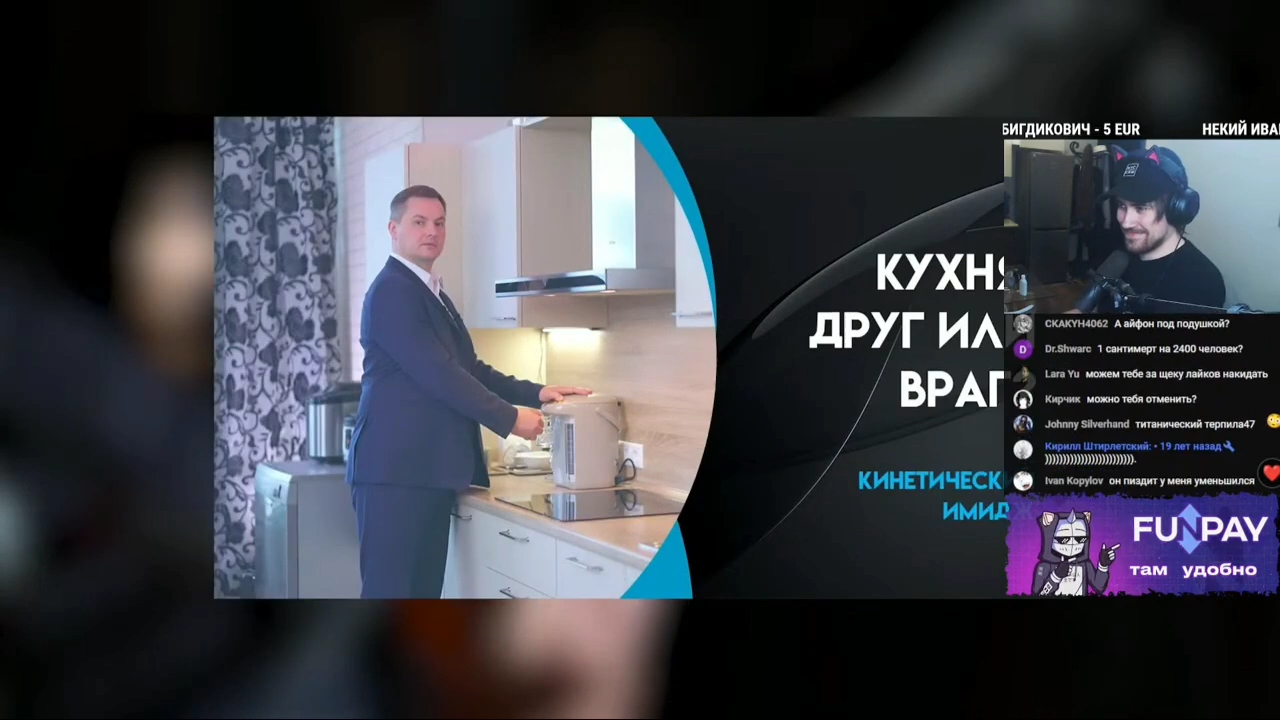 БИГДИКОВИЧ - 5 EUR
НЕКИЙ ИВА
КУХНЯ
ДРУГ ИЛ
ВРАГ
КИНЕТИЧЕСК
ИМИД
CKAKYH4062 А айфон под подушкой?
D
Dr.Shwarc 1 сантимерт на 2400 человек?
Lara Yu можем тебе за щеку лайков накидать
Кирчик можно тебя отменить?
Johnny Silverhand титанический терпила47
Кирилл Штирлетский: • 19 лет назад
)))))))))))))))))))))))))).
Ivan Kopylov он пиздит у меня уменьшился
FUNPAY
там удобно